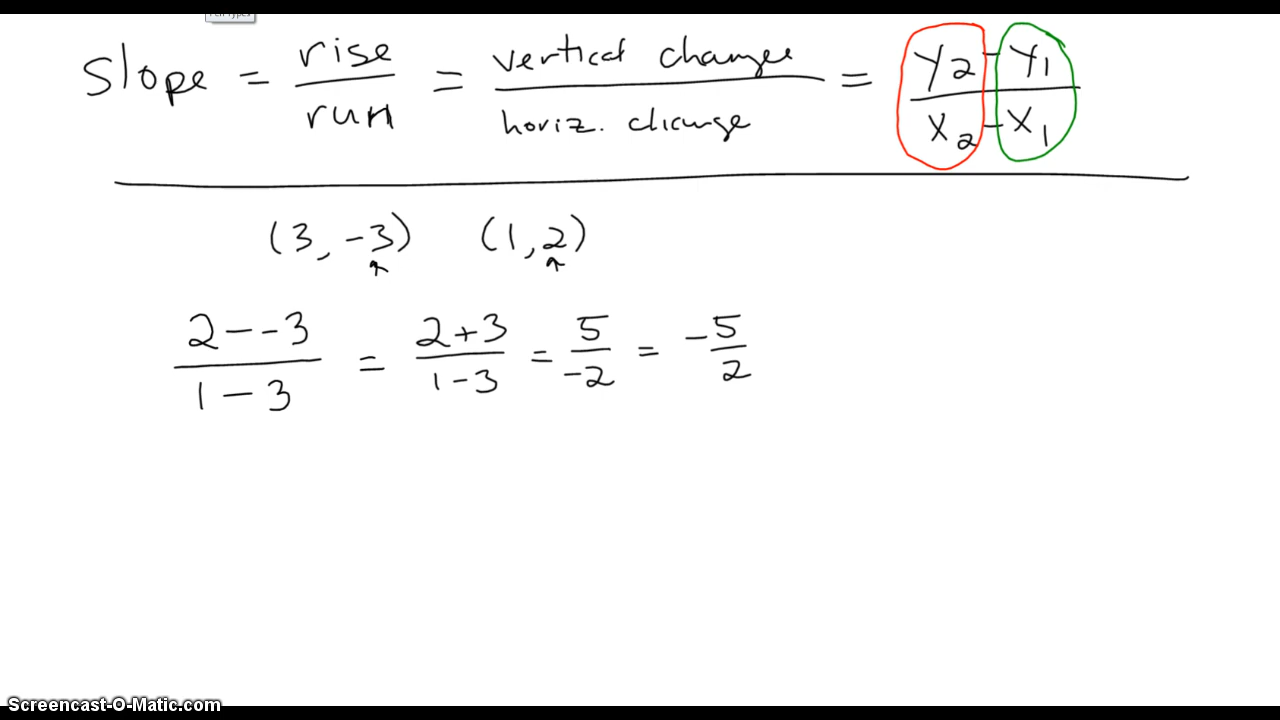 Slope = rise/run = vertical change/horiz. change = y2 - y1/x2 - x1
(3, -3) (1, 2)
2 - -3/1 - 3 = 2+3/1-3 = 5/-2 = -5/2
Screencast-O-Matic.com